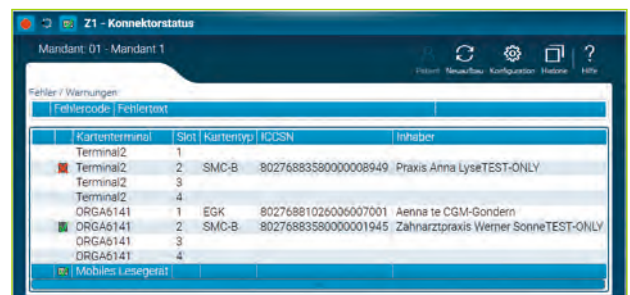 Z1 - Konnektorstatus
Mandant: 01 - Mandant 1
Patient Neuaufbau Konfiguration Historie Hilfe
Fehler / Warnungen:
Fehlercode Fehlertext
Kartenterminal Slot Kartentyp ICCSN Inhaber
Terminal2 1
Terminal2 2 SMC-B 80276883580000008949 Praxis Anna LyseTEST-ONLY
Terminal2 3
Terminal2 4
ORGA6141 1 EGK 80276881026006007001 Aenna te CGM-Gondern
ORGA6141 2 SMC-B 80276883580000001945 Zahnarztpraxis Werner SonneTEST-ONLY
ORGA6141 3
ORGA6141 4
Mobiles Lesegerät